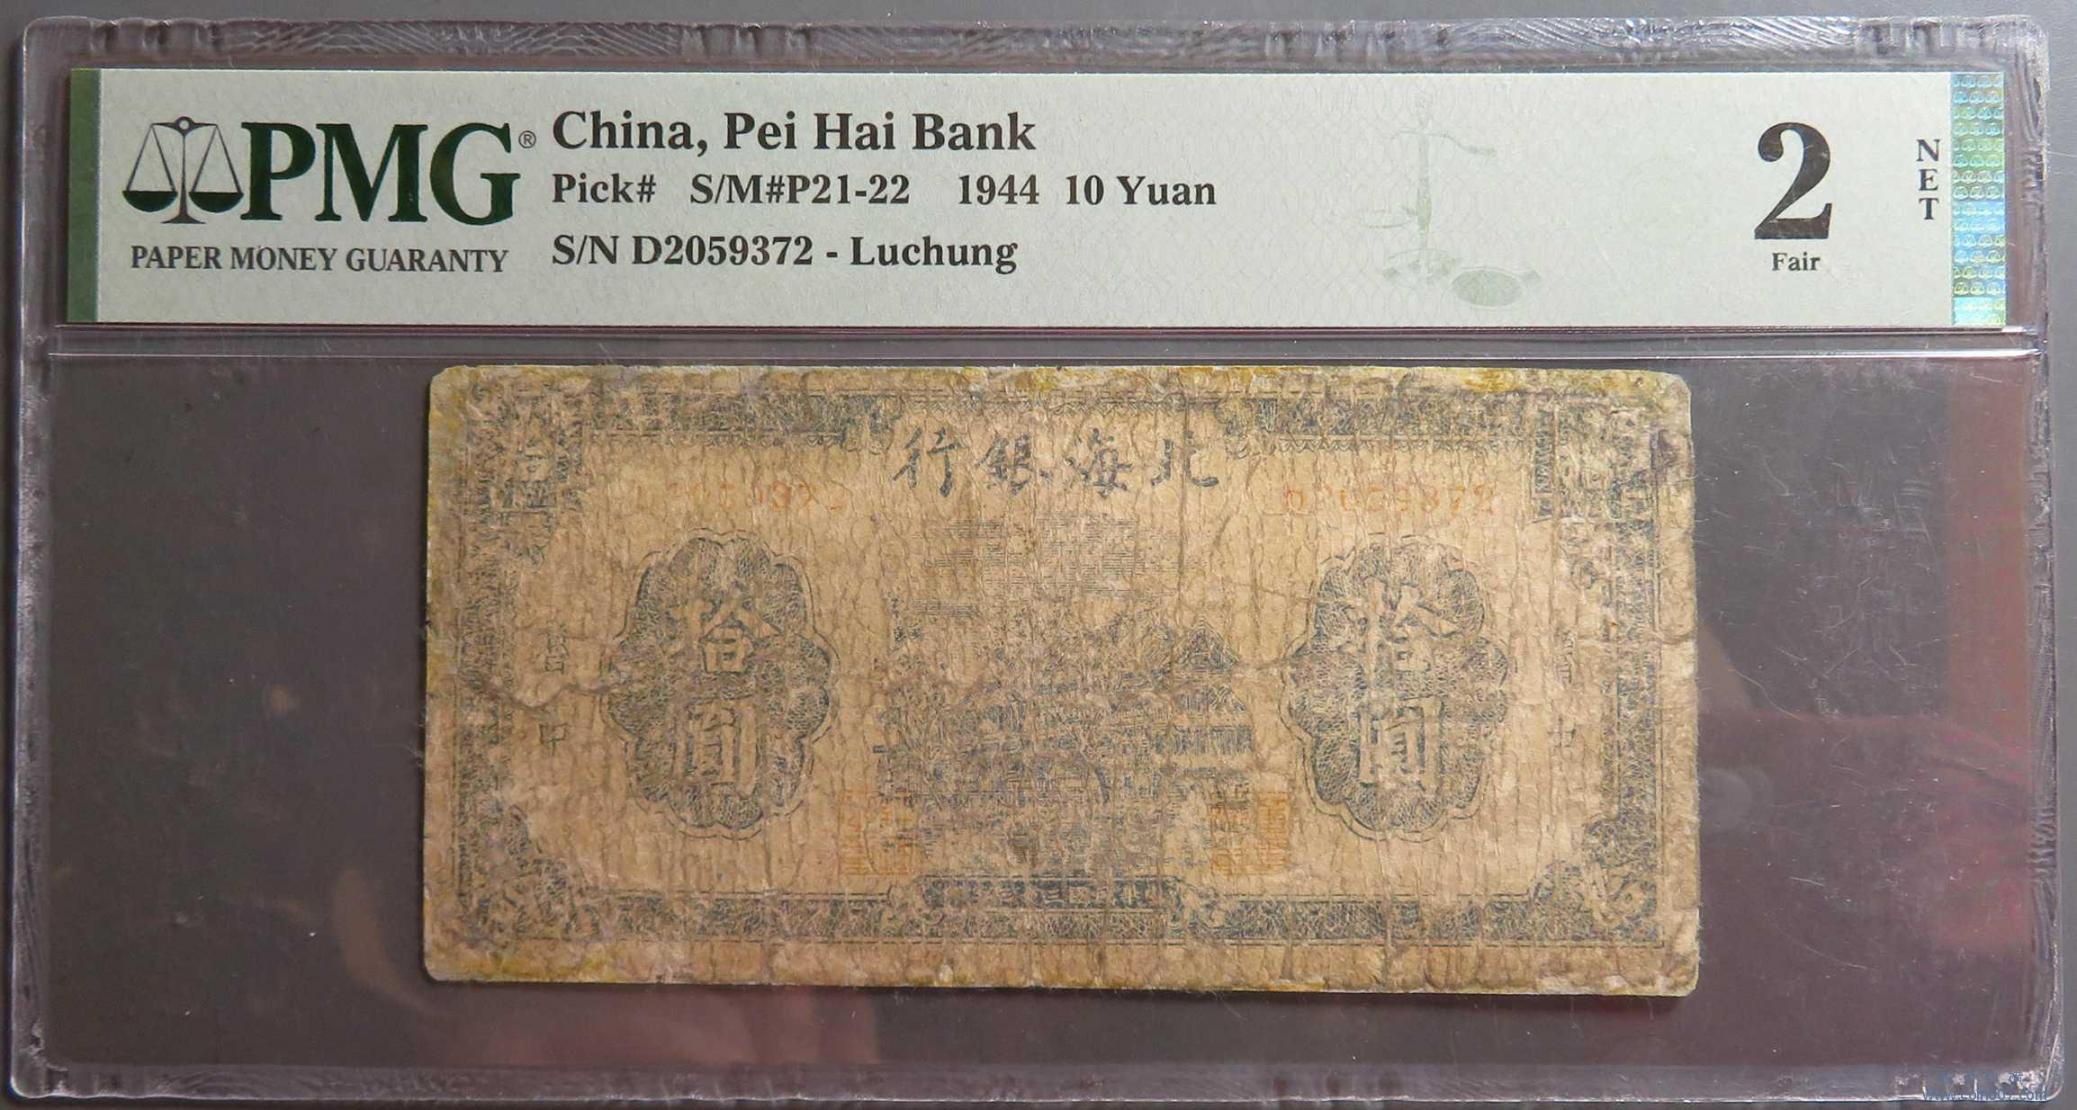 PMG®
PAPER MONEY GUARANTY
China, Pei Hai Bank
Pick# S/M#P21-22 1944 10 Yuan
S/N D2059372 - Luchung
2
Fair
NET
行銀海北
D2059372
拾圓
拾圓